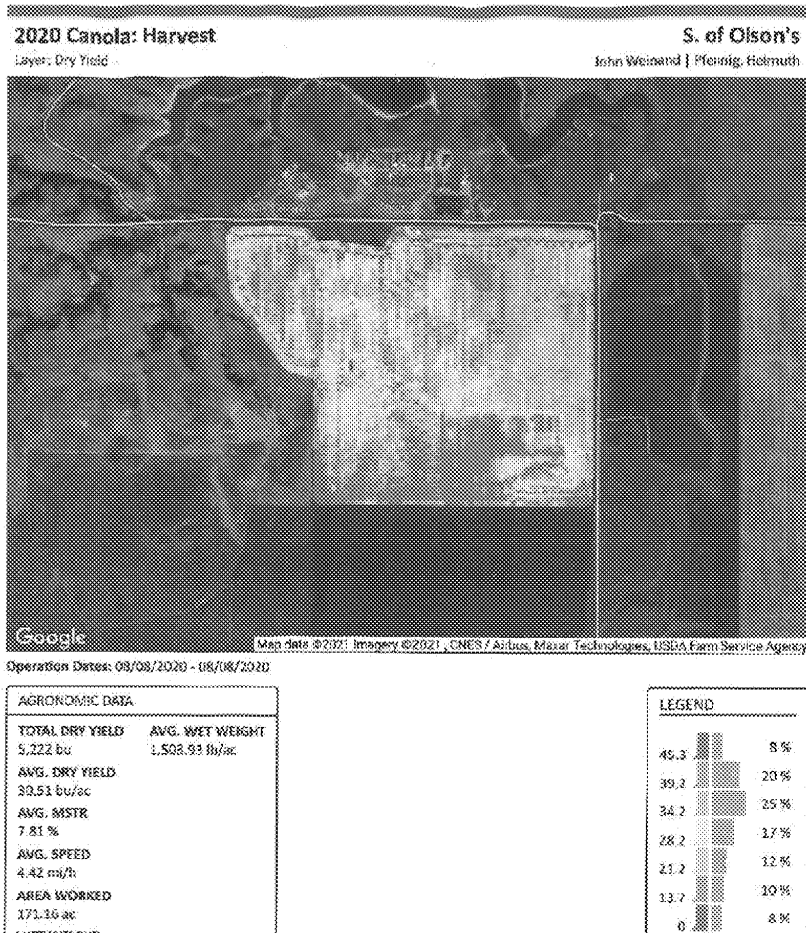 2020 Canola: Harvest
S. of Olson's
Layer: Dry Yield
John Weinand | Pfennig, Helmuth
Google
Map data ©2021 Imagery ©2021 , CNES / Airbus, Maxar Technologies, USDA Farm Service Agency
Operation Dates: 08/08/2020 - 08/08/2020
AGRONOMIC DATA
TOTAL DRY YIELD
5,222 bu
AVG. WET WEIGHT
1,503.93 lb/ac
AVG. DRY YIELD
30.51 bu/ac
AVG. MSTR
7.81 %
AVG. SPEED
4.42 mi/h
AREA WORKED
171.16 ac
LEGEND
8 %
45.3
20 %
39.2
25 %
34.2
17 %
28.2
12 %
21.2
10 %
13.7
8 %
0